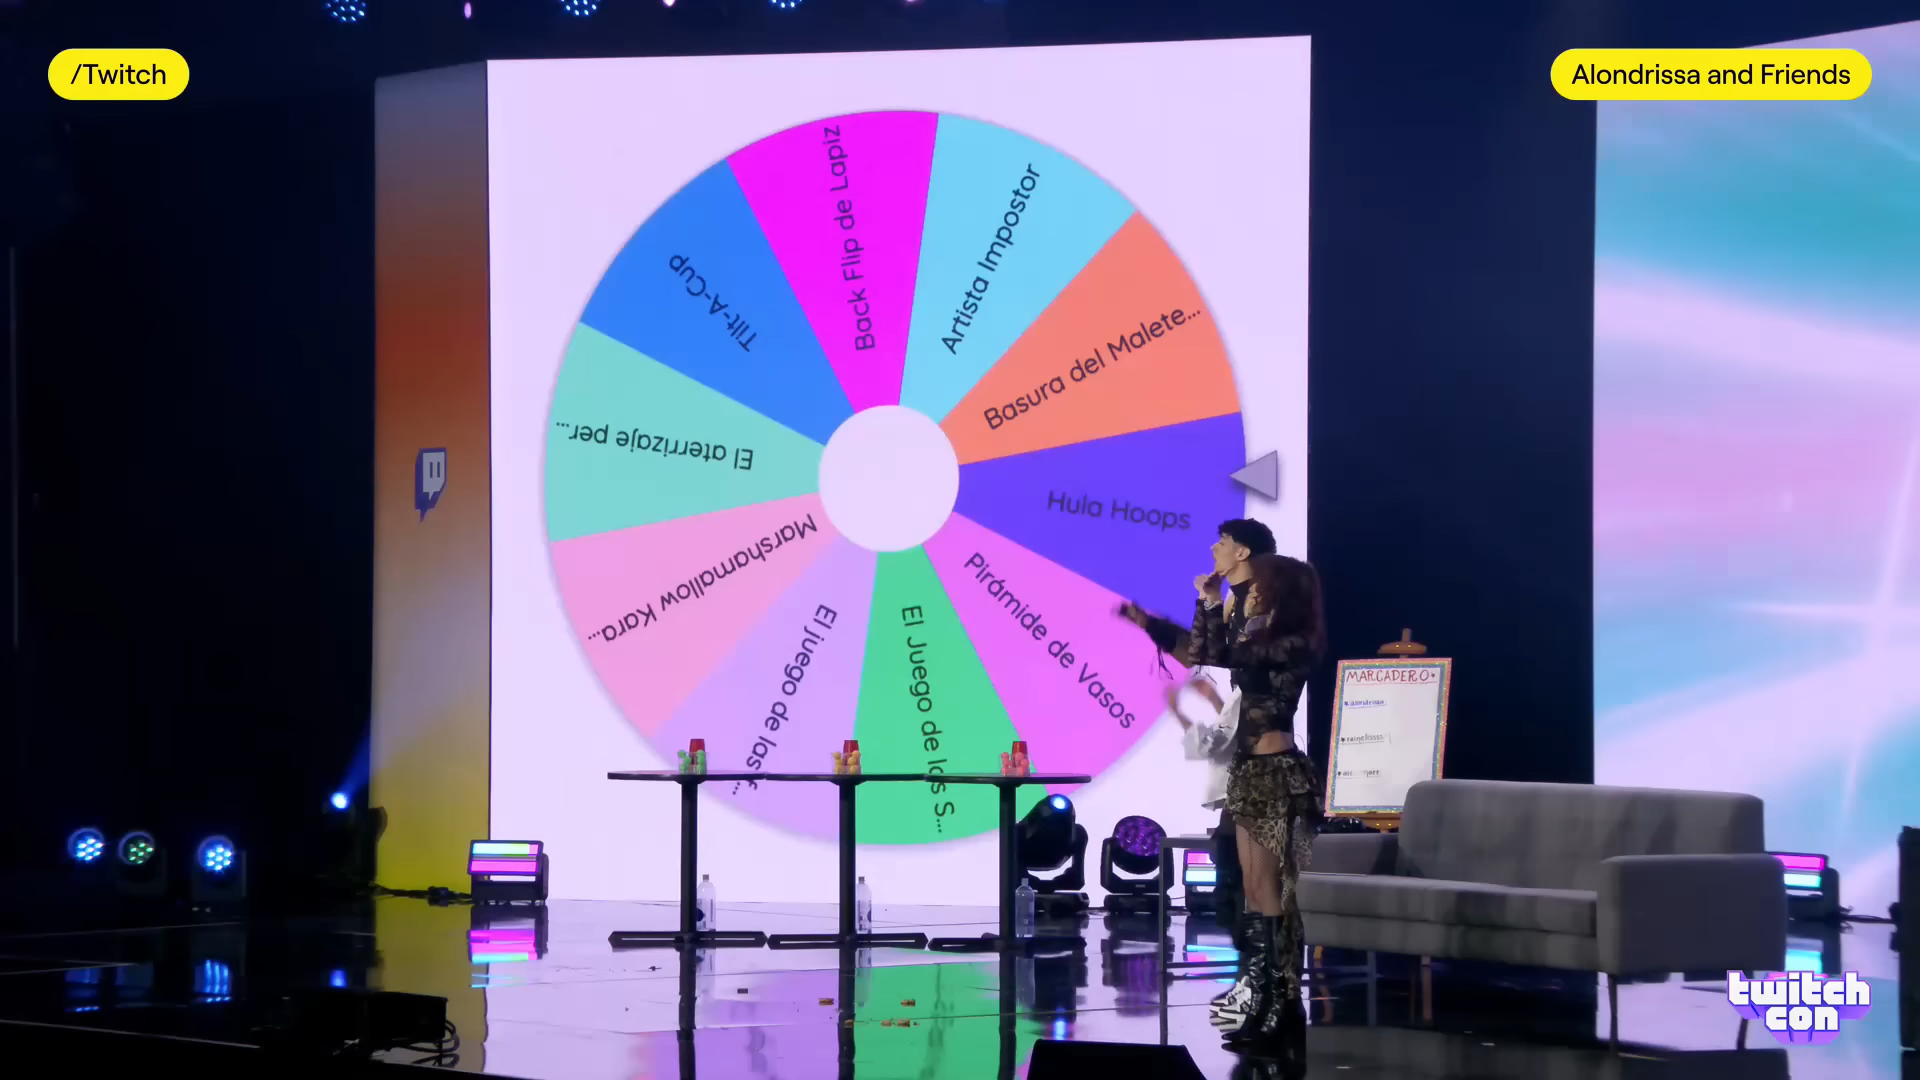 /Twitch
Alondrissa and Friends
Back Flip de Lapiz
Artista Impostor
Basura del Malete...
Hula Hoops
Pirámide de Vasos
El Juego de los S...
El juego de las f...
Marshamallow Kara...
El aterrizaje per...
Tilt-A-Cup
MARCADERO
twitch
con